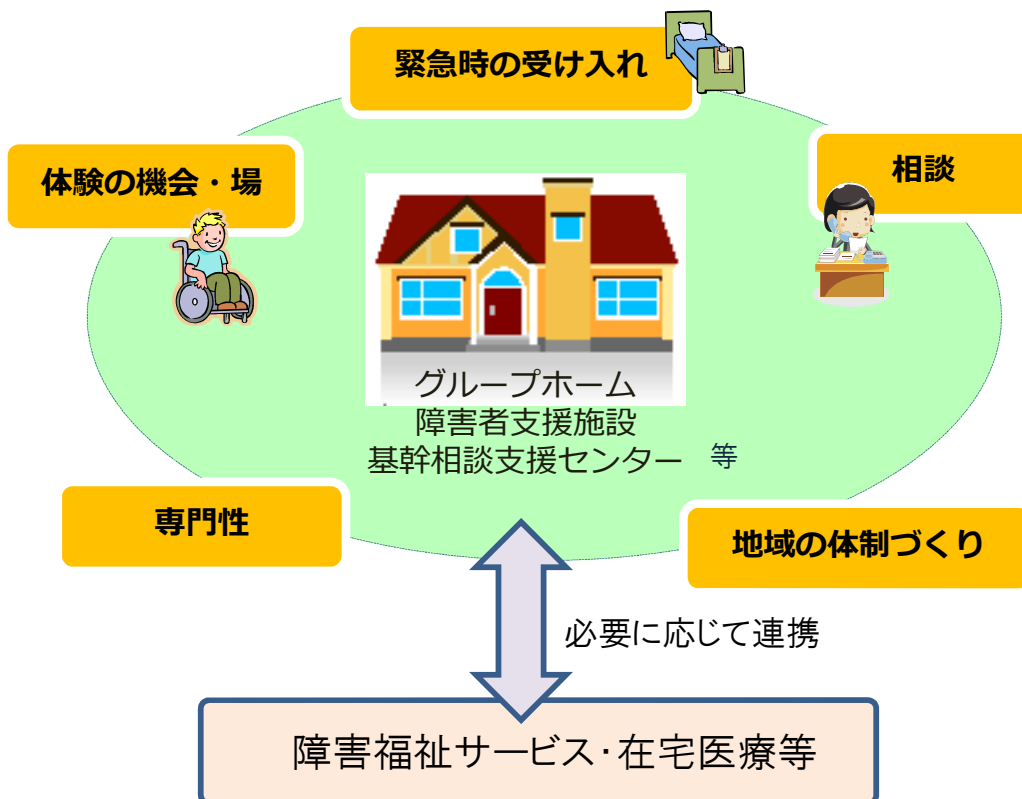 緊急時の受け入れ
体験の機会・場
相談
グループホーム
障害者支援施設
基幹相談支援センター 等
専門性
地域の体制づくり
必要に応じて連携
障害福祉サービス・在宅医療等